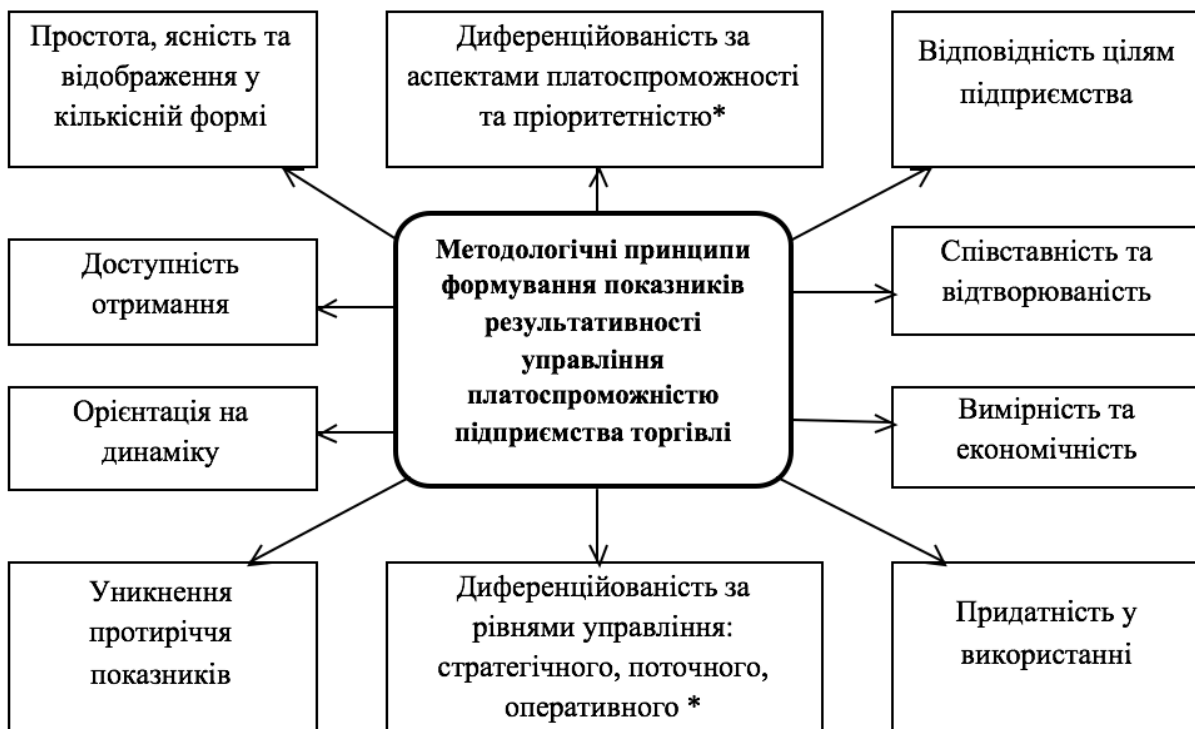 Простота, ясність та
відображення у
кількісній формі
Диференційованість за
аспектами платоспроможності
та пріоритетністю*
Відповідність цілям
підприємства
Доступність
отримання
Методологічні принципи
формування показників
результативності
управління
платоспроможністю
підприємства торгівлі
Співставність та
відтворюваність
Орієнтація на
динаміку
Вимірність та
економічність
Уникнення
протиріччя
показників
Диференційованість за
рівнями управління:
стратегічного, поточного,
оперативного *
Придатність у
використанні